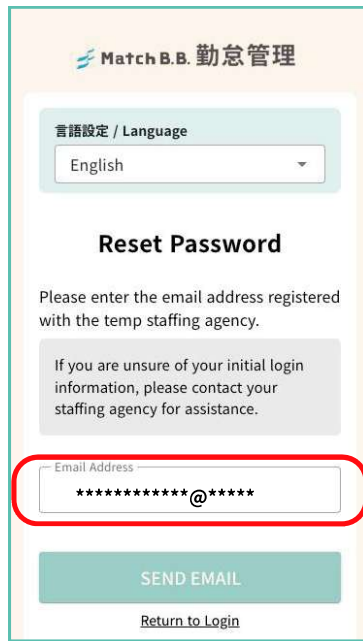 Match B.B. 勤怠管理
言語設定 / Language
English
Reset Password
Please enter the email address registered
with the temp staffing agency.
If you are unsure of your initial login
information, please contact your
staffing agency for assistance.
Email Address
************@*****
SEND EMAIL
Return to Login